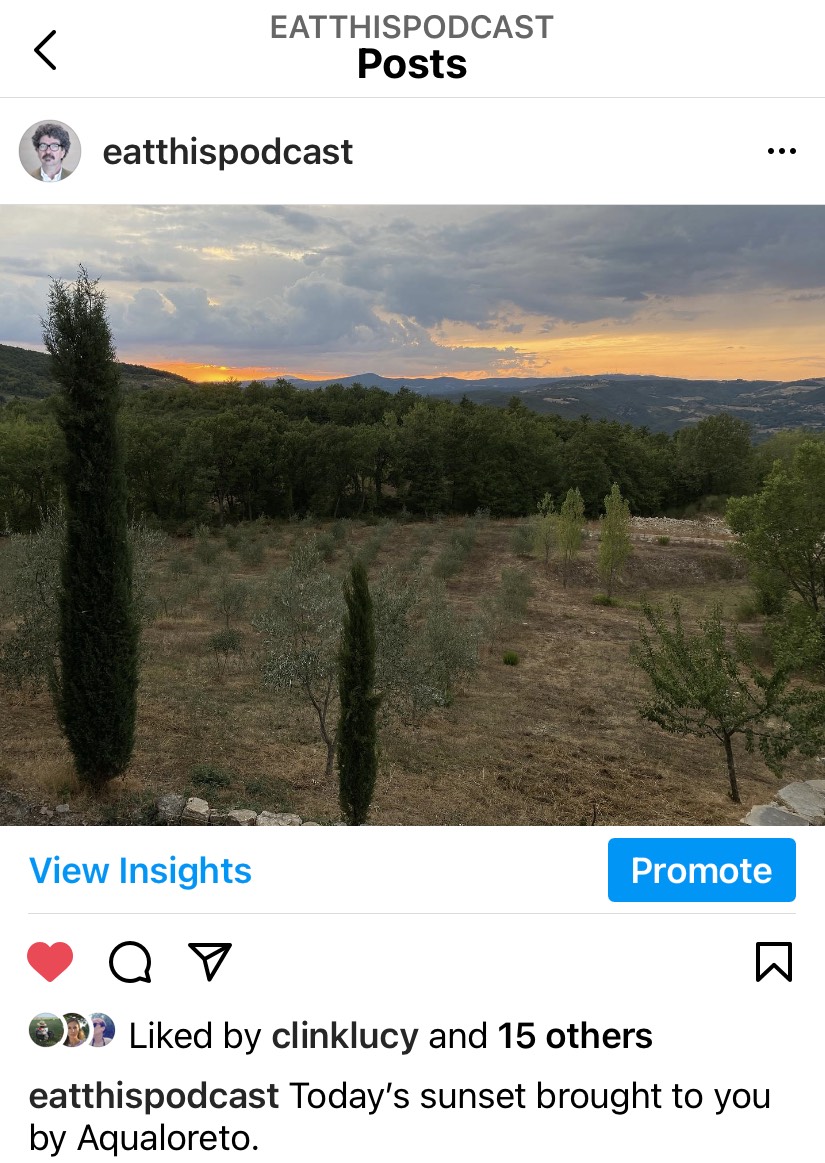 EATTHISPODCAST
Posts
eatthispodcast
View Insights
Promote
Liked by clinklucy and 15 others
eatthispodcast Today’s sunset brought to you
by Aqualoreto.